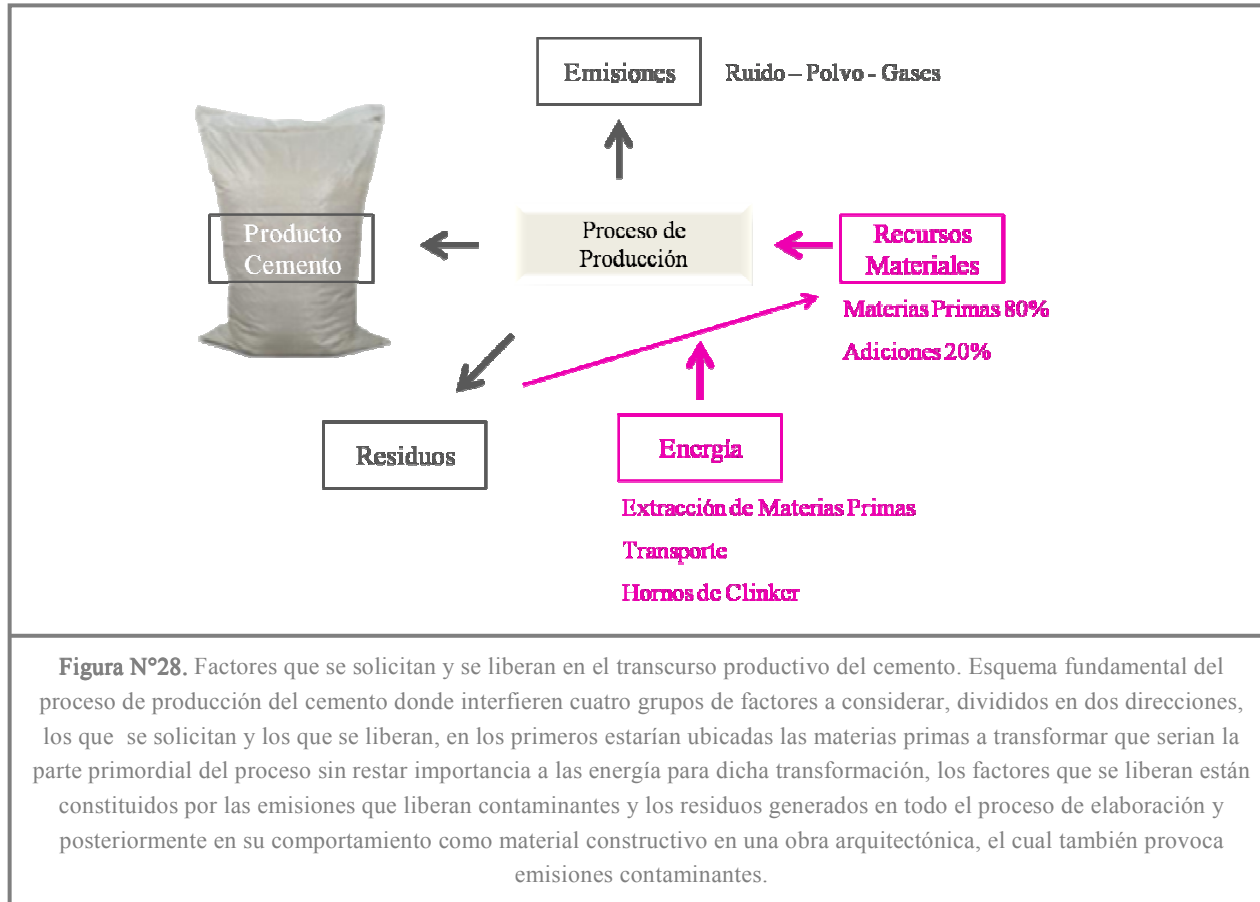 Emisiones
Ruido – Polvo - Gases
Producto
Cemento
Proceso de
Producción
Recursos
Materiales
Materias Primas 80%
Adiciones 20%
Residuos
Energía
Extracción de Materias Primas
Transporte
Hornos de Clinker
Figura N°28. Factores que se solicitan y se liberan en el transcurso productivo del cemento. Esquema fundamental del
proceso de producción del cemento donde interfieren cuatro grupos de factores a considerar, divididos en dos direcciones,
los que se solicitan y los que se liberan, en los primeros estarían ubicadas las materias primas a transformar que serian la
parte primordial del proceso sin restar importancia a las energía para dicha transformación, los factores que se liberan están
constituidos por las emisiones que liberan contaminantes y los residuos generados en todo el proceso de elaboración y
posteriormente en su comportamiento como material constructivo en una obra arquitectónica, el cual también provoca
emisiones contaminantes.